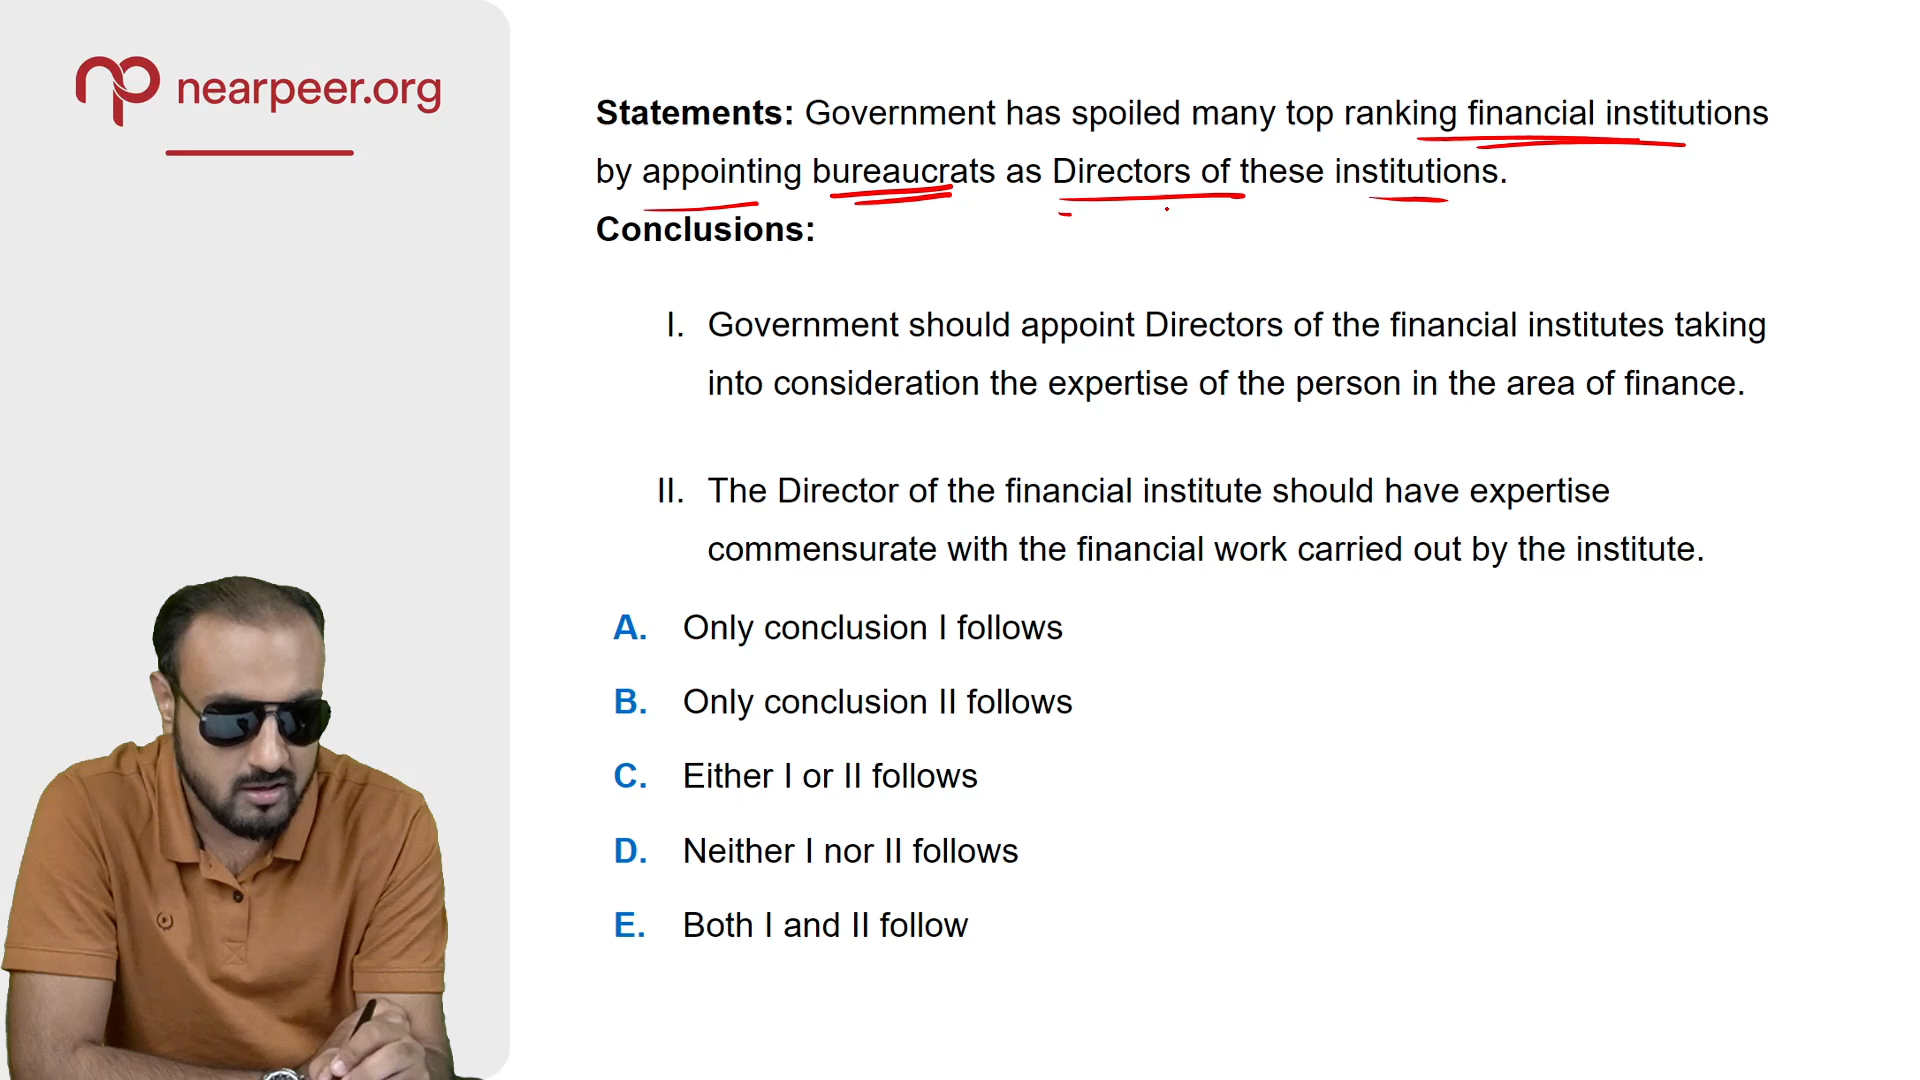 nearpeer.org
Statements: Government has spoiled many top ranking financial institutions
by appointing bureaucrats as Directors of these institutions.
Conclusions:
I. Government should appoint Directors of the financial institutes taking
into consideration the expertise of the person in the area of finance.
II. The Director of the financial institute should have expertise
commensurate with the financial work carried out by the institute.
A. Only conclusion I follows
B. Only conclusion II follows
C. Either I or II follows
D. Neither I nor II follows
E. Both I and II follow